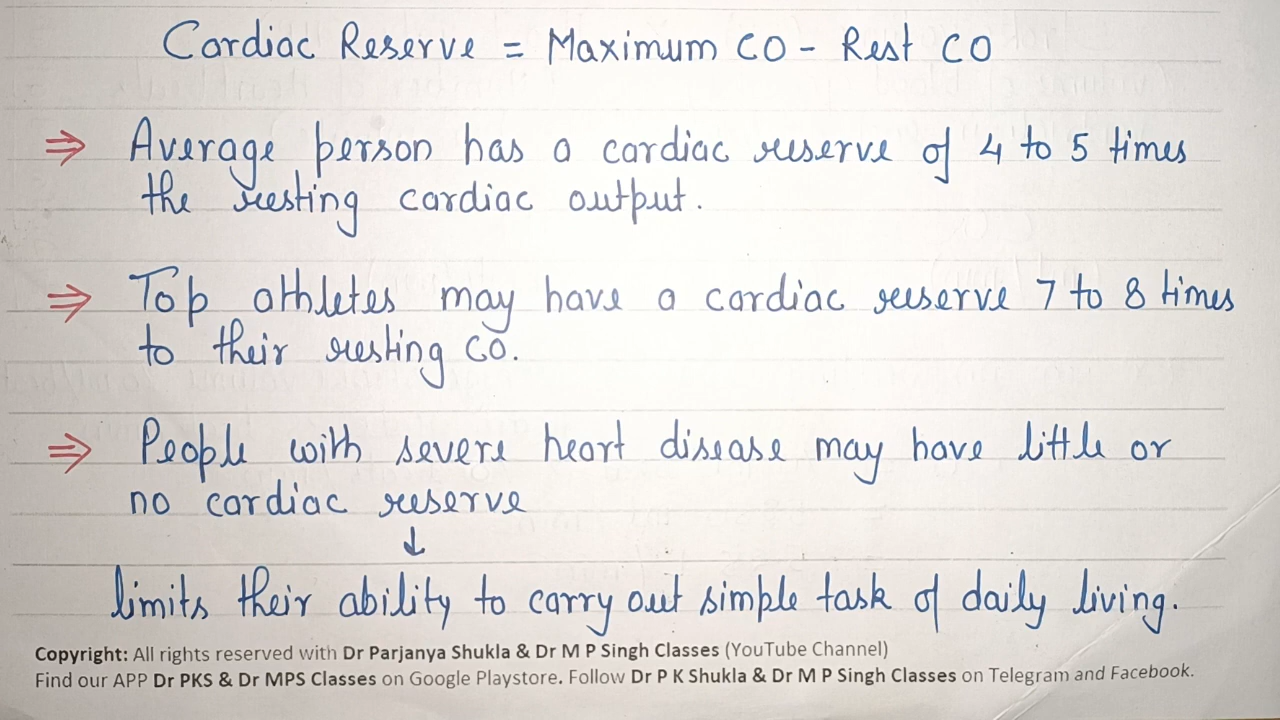 Cardiac Reserve = Maximum CO - Rest CO
⇒ Average person has a cardiac reserve of 4 to 5 times
the resting cardiac output.
⇒ Top athletes may have a cardiac reserve 7 to 8 times
to their resting CO.
⇒ People with severe heart disease may have little or
no cardiac reserve
↓
limits their ability to carry out simple task of daily living.
Copyright: All rights reserved with Dr Parjanya Shukla & Dr M P Singh Classes (YouTube Channel)
Find our APP Dr PKS & Dr MPS Classes on Google Playstore. Follow Dr P K Shukla & Dr M P Singh Classes on Telegram and Facebook.